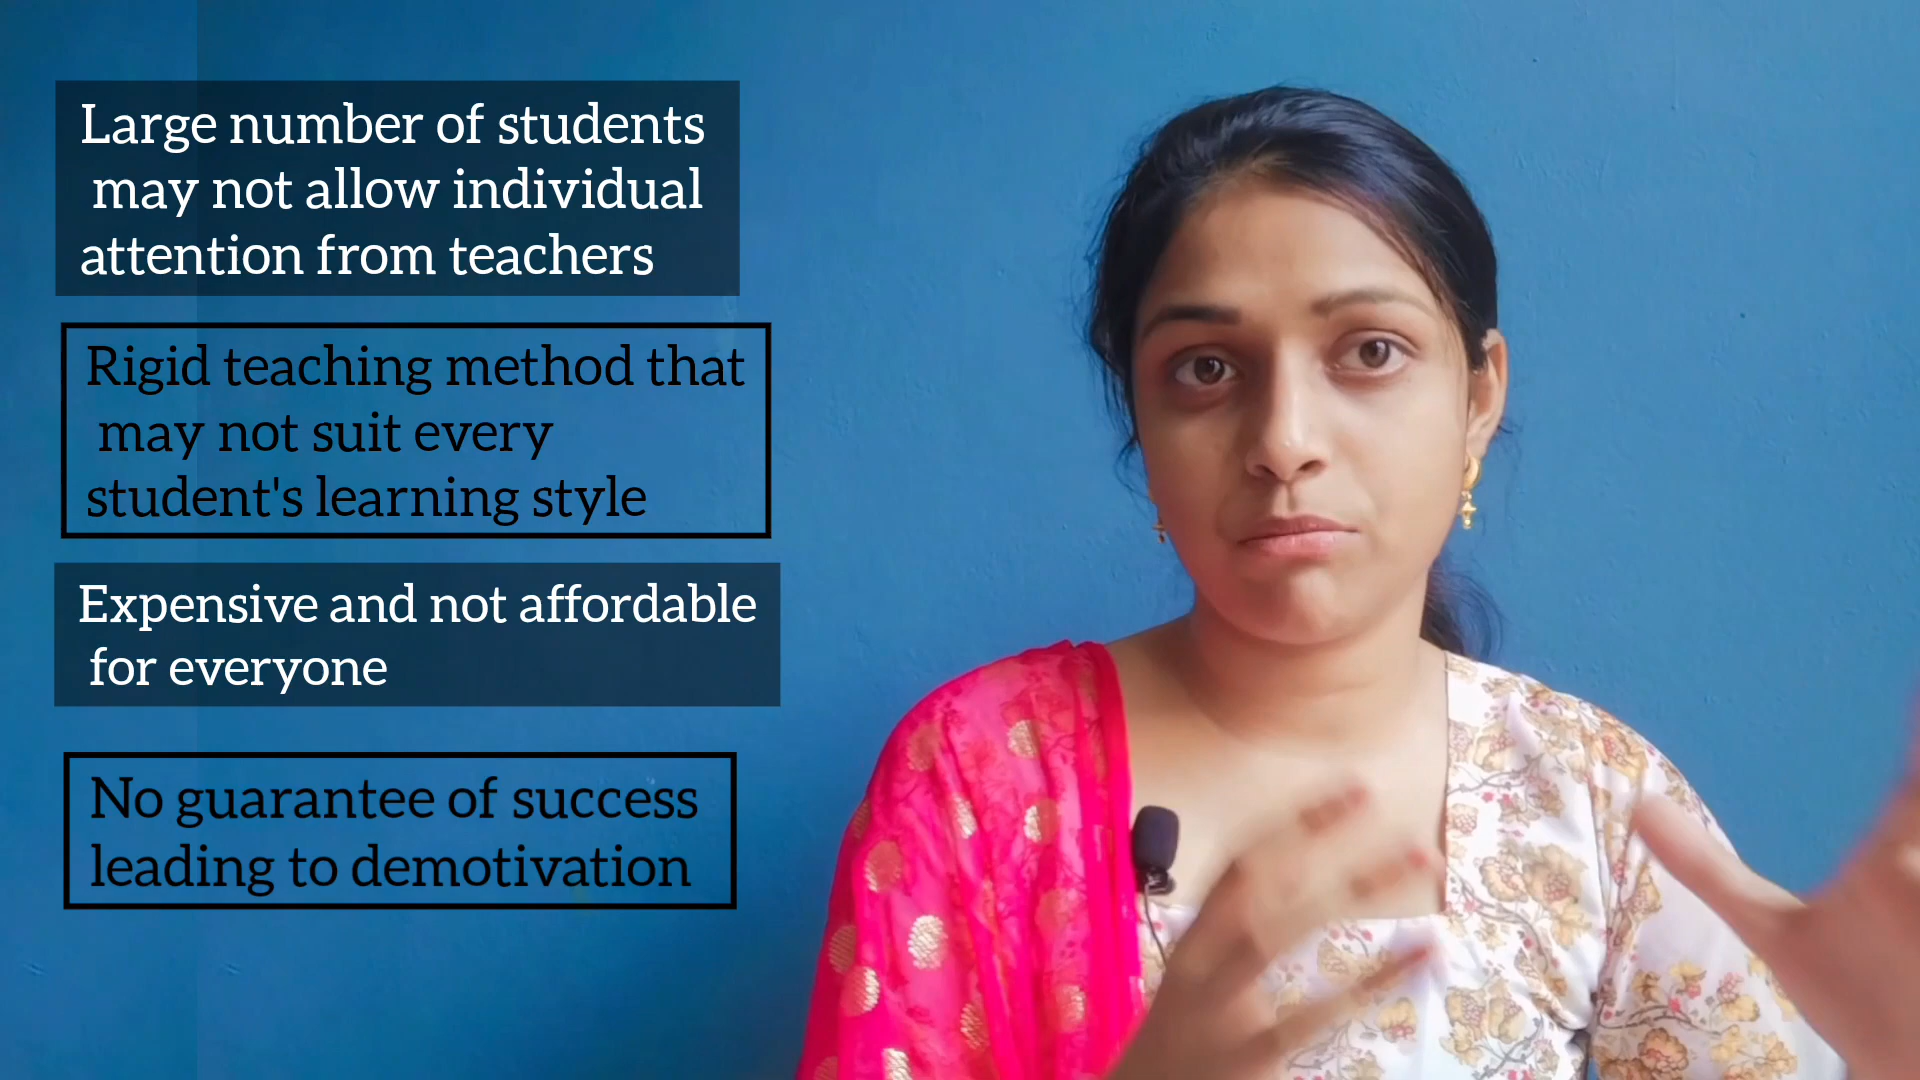 Large number of students
may not allow individual
attention from teachers
Rigid teaching method that
may not suit every
student's learning style
Expensive and not affordable
for everyone
No guarantee of success
leading to demotivation